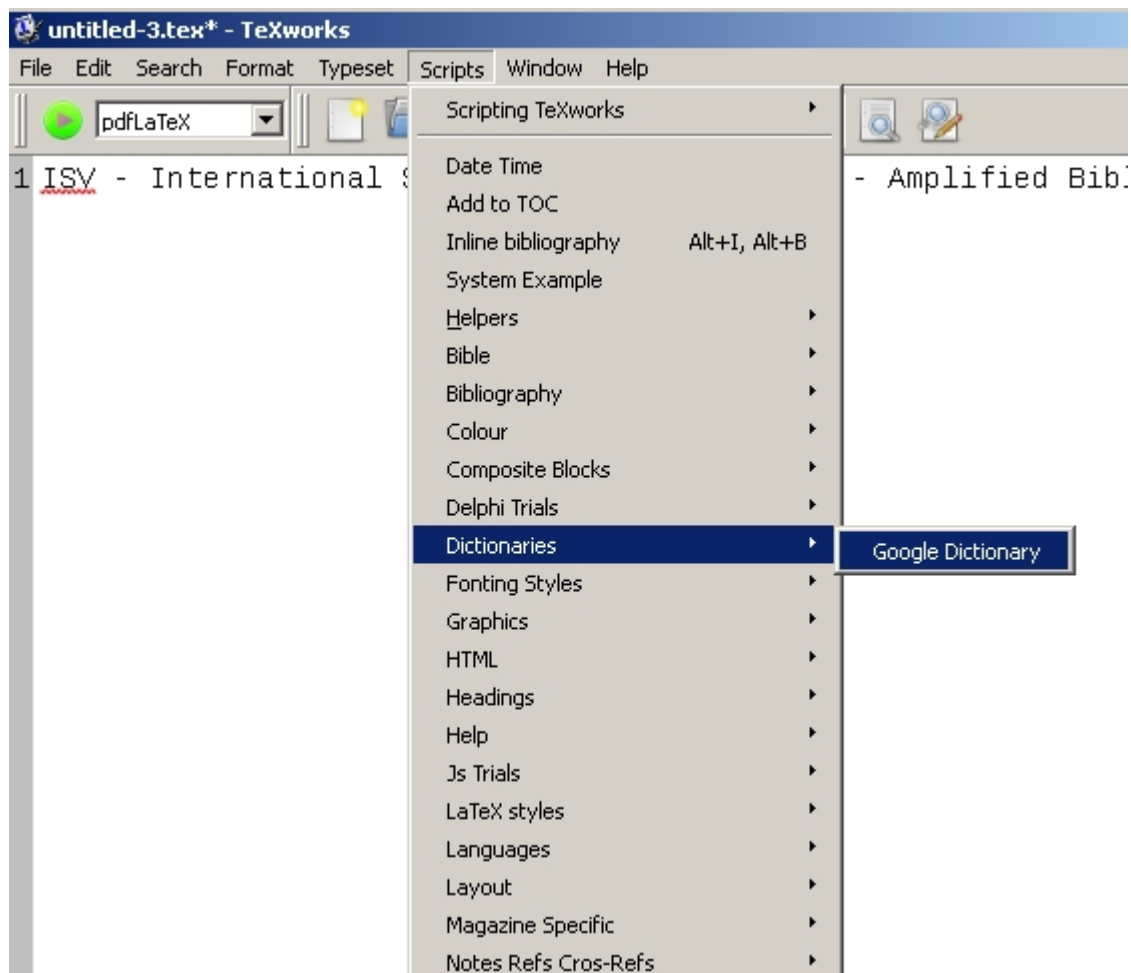 untitled-3.tex* - TeXworks
File Edit Search Format Typeset Scripts Window Help
pdfLaTeX
Scripting TeXworks
1 ISV - International - Amplified
Date Time
Add to TOC
Inline bibliography Alt+I, Alt+B
System Example
Helpers
Bible
Bibliography
Colour
Composite Blocks
Delphi Trials
Dictionaries
Google Dictionary
Fonting Styles
Graphics
HTML
Headings
Help
Js Trials
LaTeX styles
Languages
Layout
Magazine Specific
Notes Refs Cros-Refs